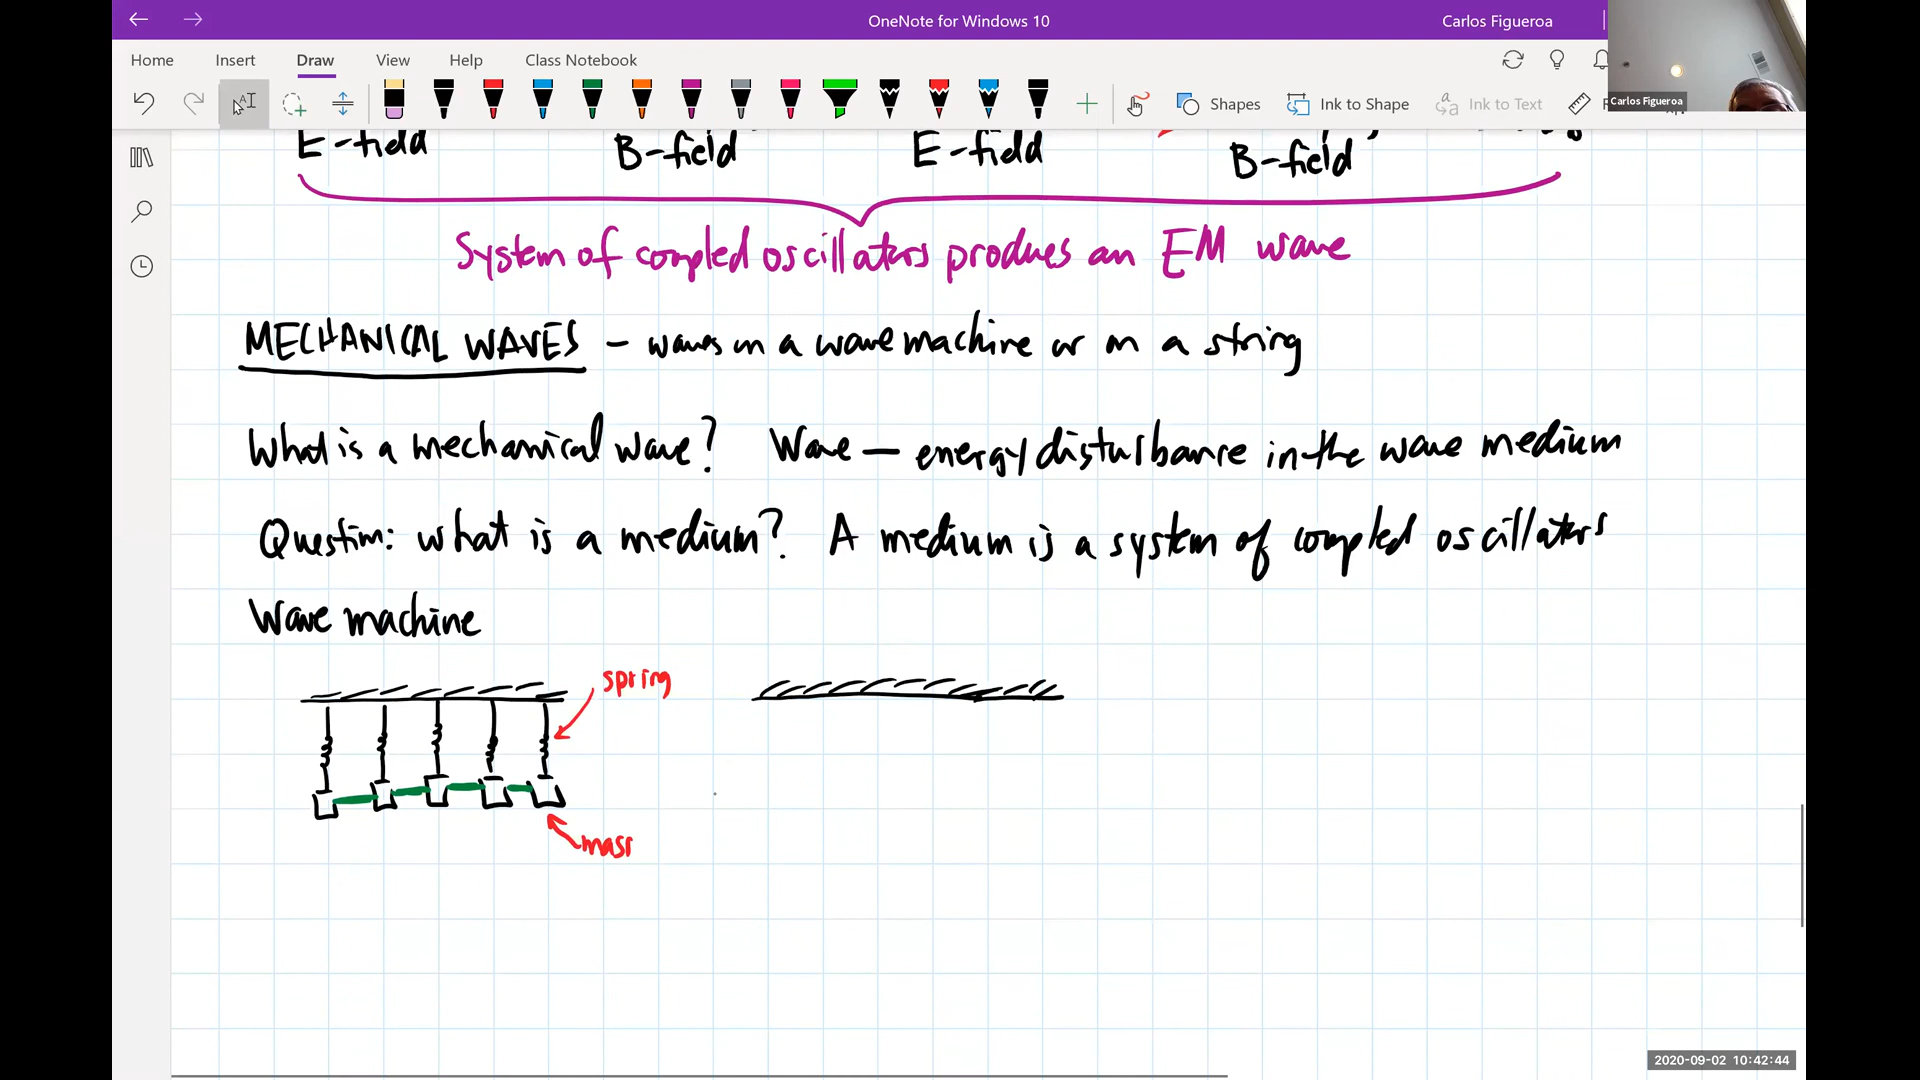 OneNote for Windows 10
Carlos Figueroa
Home Insert Draw View Help Class Notebook
Shapes Ink to Shape Ink to Text
Carlos Figueroa
E-field B-field E-field B-field
System of coupled oscillators produces an EM wave
MECHANICAL WAVES - waves on a wave machine or on a string
What is a mechanical wave? Wave — energy disturbance in the wave medium
Question: what is a medium? A medium is a system of coupled oscillators
Wave machine
spring
mass
2020-09-02 10:42:44